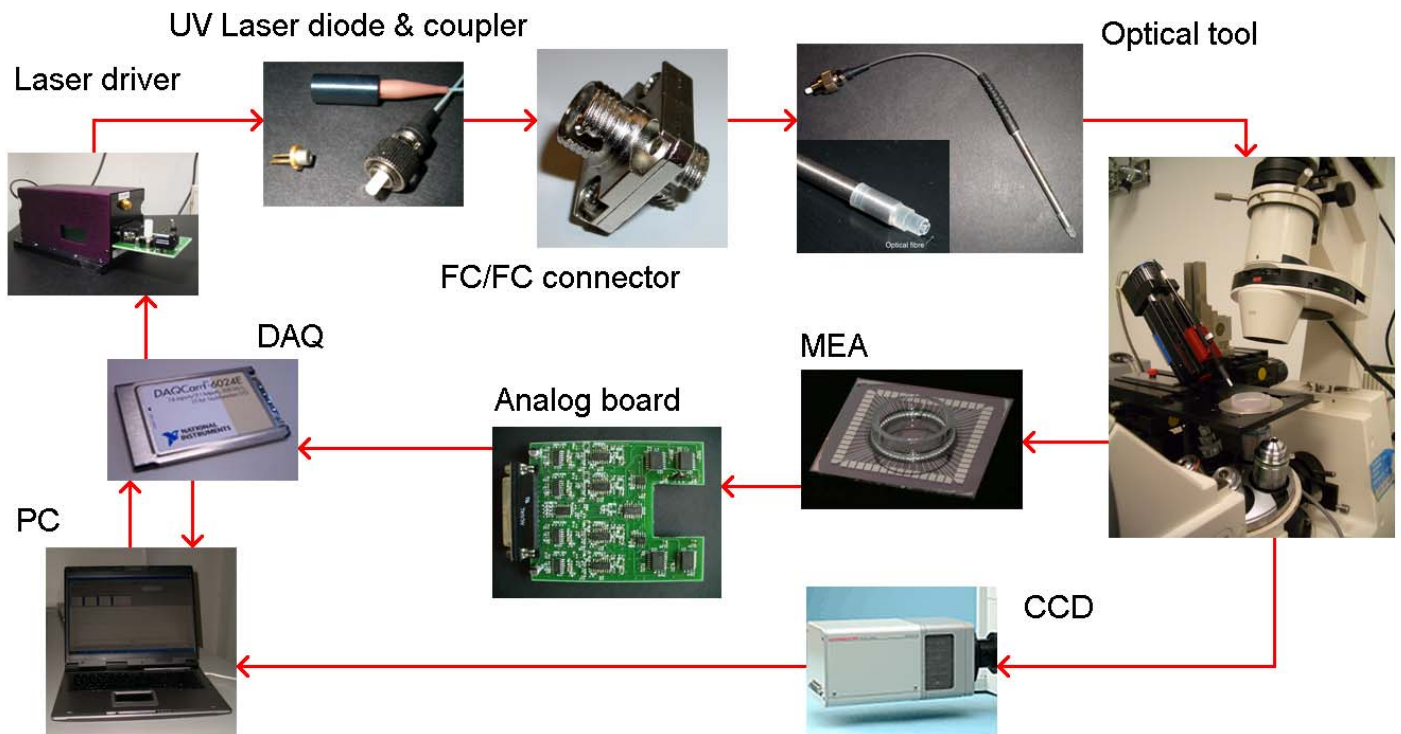 UV Laser diode & coupler
Optical tool
Laser driver
Optical fibre
FC/FC connector
DAQ
MEA
DAQCard-6024E
Analog board
NATIONAL
INSTRUMENTS
PC
CCD